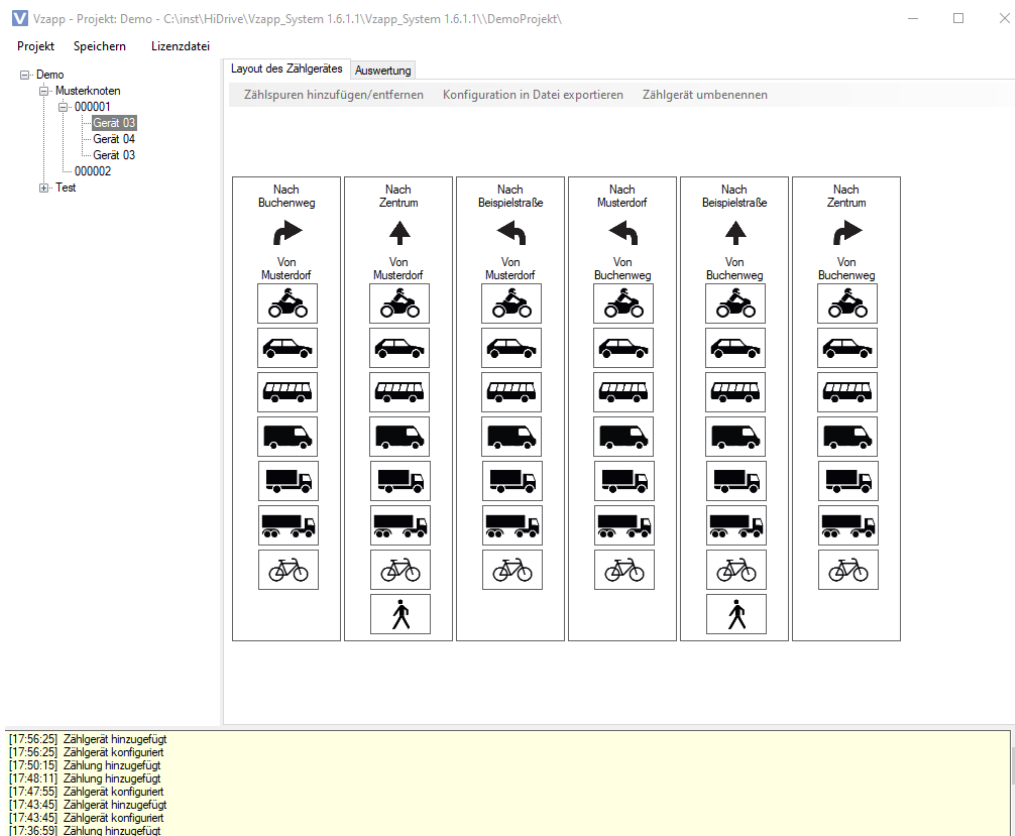 Vzapp - Projekt: Demo - C:\inst\HiDrive\Vzapp_System 1.6.1.1\Vzapp_System 1.6.1.1\\DemoProjekt\
Projekt Speichern Lizenzdatei
Demo
Musterknoten
000001
Gerät 03
Gerät 04
Gerät 03
000002
Test
Layout des Zählgerätes Auswertung
Zählspuren hinzufügen/entfernen Konfiguration in Datei exportieren Zählgerät umbenennen
Nach
Buchenweg
Von
Musterdorf
Nach
Zentrum
Von
Musterdorf
Nach
Beispielstraße
Von
Musterdorf
Nach
Musterdorf
Von
Buchenweg
Nach
Beispielstraße
Von
Buchenweg
Nach
Zentrum
Von
Buchenweg
[17:56:25] Zählgerät hinzugefügt
[17:56:25] Zählgerät konfiguriert
[17:50:15] Zählung hinzugefügt
[17:48:11] Zählung hinzugefügt
[17:47:55] Zählgerät konfiguriert
[17:43:45] Zählgerät hinzugefügt
[17:43:45] Zählgerät konfiguriert
[17:36:59] Zählung hinzugefügt